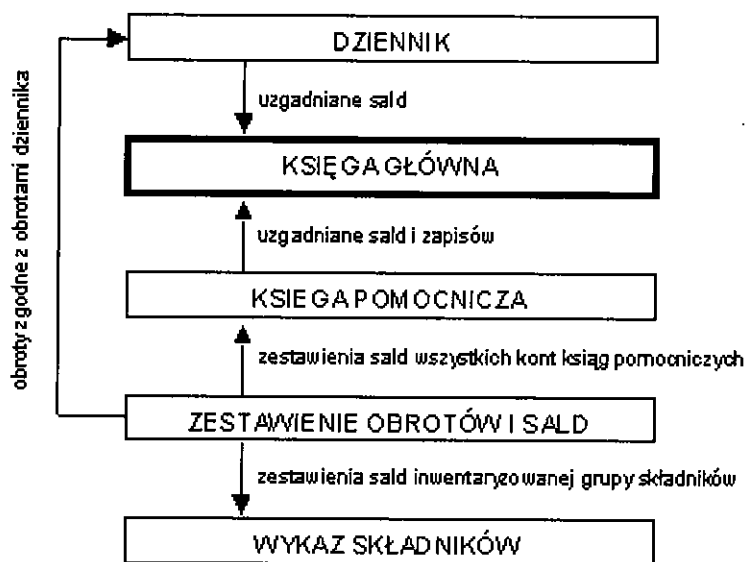 DZIENNIK
uzgadniane sald
KSIĘGA GŁÓWNA
uzgadniane sald i zapisów
KSIEGA POMOCNICZA
zestawienia sald wszystkich kont ksiąg pomocniczych
ZESTAWIENIE OBROTÓW I SALD
zestawienia sald inwentaryzowanej grupy składników
WYKAZ SKŁADNIKÓW
obroty zgodne z obrotami dziennika